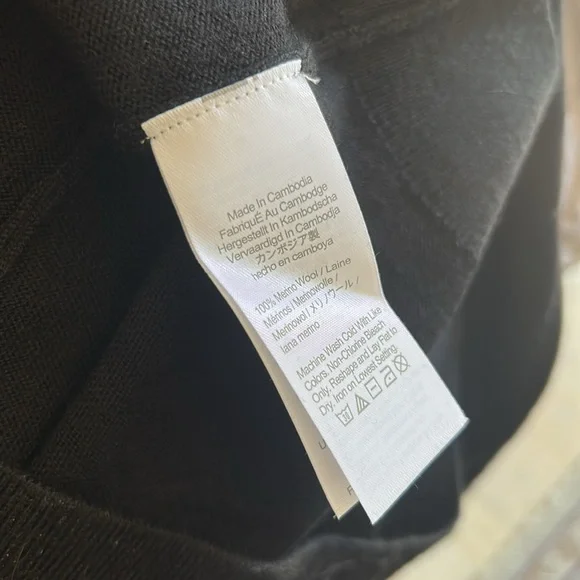 Made In Cambodia
FabriquÉ Au Cambodge
Hergestellt In Kambodscha
Vervaardigd In Cambodja
カンボジア製
hecho en camboya
100% Merino Wool / Laine
Mérinos / Merinowolle /
Merinowol / メリノウール /
lana merino
Machine Wash Cold With Like
Colors. Non-Chlorine Bleach
Only. Reshape and Lay Flat to
Dry. Iron on Lowest Setting.